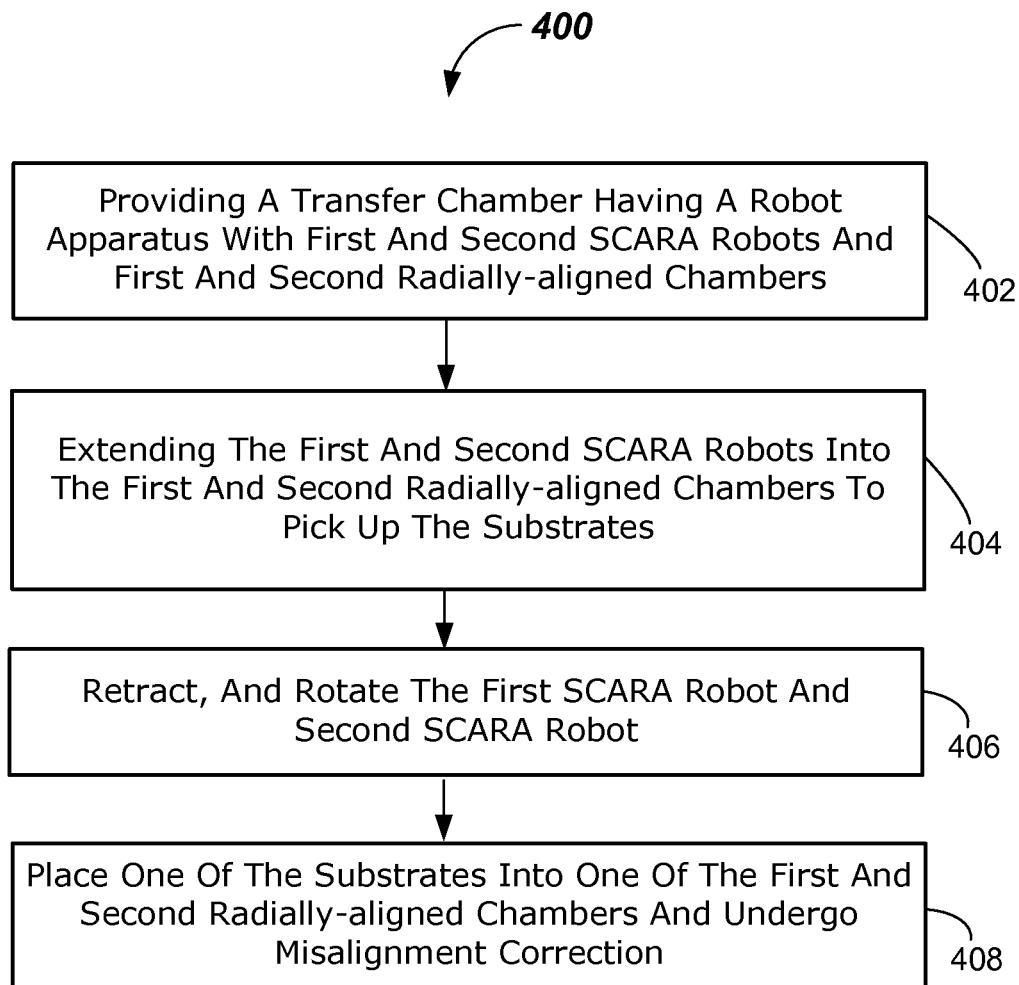 400
Providing A Transfer Chamber Having A Robot
Apparatus With First And Second SCARA Robots And
First And Second Radially-aligned Chambers
402
Extending The First And Second SCARA Robots Into
The First And Second Radially-aligned Chambers To
Pick Up The Substrates
404
Retract, And Rotate The First SCARA Robot And
Second SCARA Robot
406
Place One Of The Substrates Into One Of The First And
Second Radially-aligned Chambers And Undergo
Misalignment Correction
408